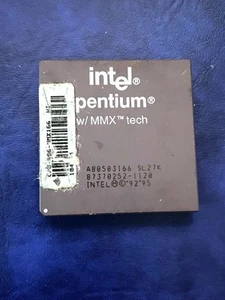 intel®
pentium®
w/ MMX™ tech
A80503166 SL27K
87370252-1120
INTEL Ⓜ©'92'95